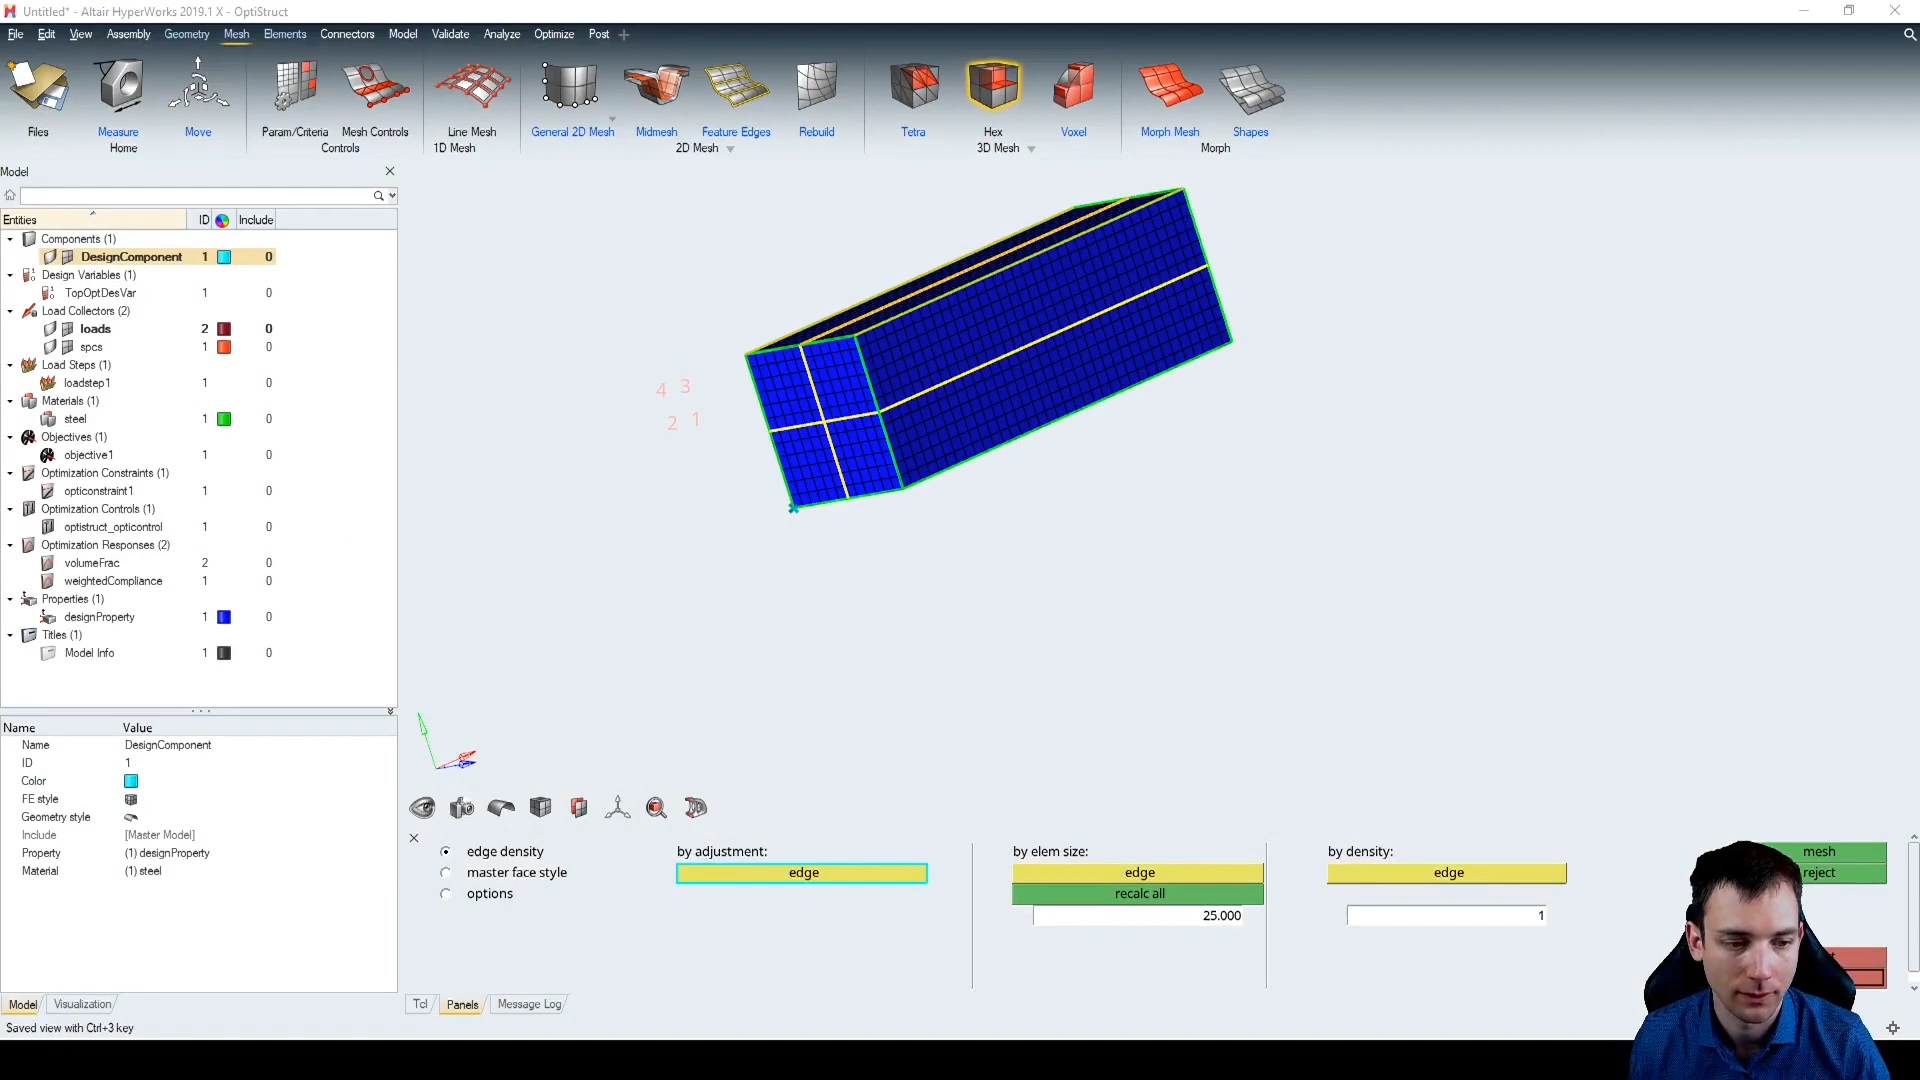 Untitled* - Altair HyperWorks 2019.1 X - OptiStruct
File Edit View Assembly Geometry Mesh Elements Connectors Model Validate Analyze Optimize Post
Files Measure Move Param/Criteria Mesh Controls Line Mesh General 2D Mesh Midmesh Feature Edges Rebuild Tetra Hex Voxel Morph Mesh Shapes
Home Controls 1D Mesh 2D Mesh 3D Mesh Morph
Model
Entities ID Include
Components (1)
DesignComponent 1 0
Design Variables (1)
TopOptDesVar 1 0
Load Collectors (2)
loads 2 0
spcs 1 0
Load Steps (1)
loadstep1 1 0
Materials (1)
steel 1 0
Objectives (1)
objective1 1 0
Optimization Constraints (1)
opticonstraint1 1 0
Optimization Controls (1)
optistruct_opticontrol 1 0
Optimization Responses (2)
volumeFrac 2 0
weightedCompliance 1 0
Properties (1)
designProperty 1 0
Titles (1)
Model Info 1 0
4 3
2 1
Name Value
Name DesignComponent
ID 1
Color
FE style
Geometry style
Include [Master Model]
Property (1) designProperty
Material (1) steel
edge density
master face style
options
by adjustment:
edge
by elem size:
edge
recalc all
25.000
by density:
edge
1
mesh
reject
Model Visualization
Tcl Panels Message Log
Saved view with Ctrl+3 key